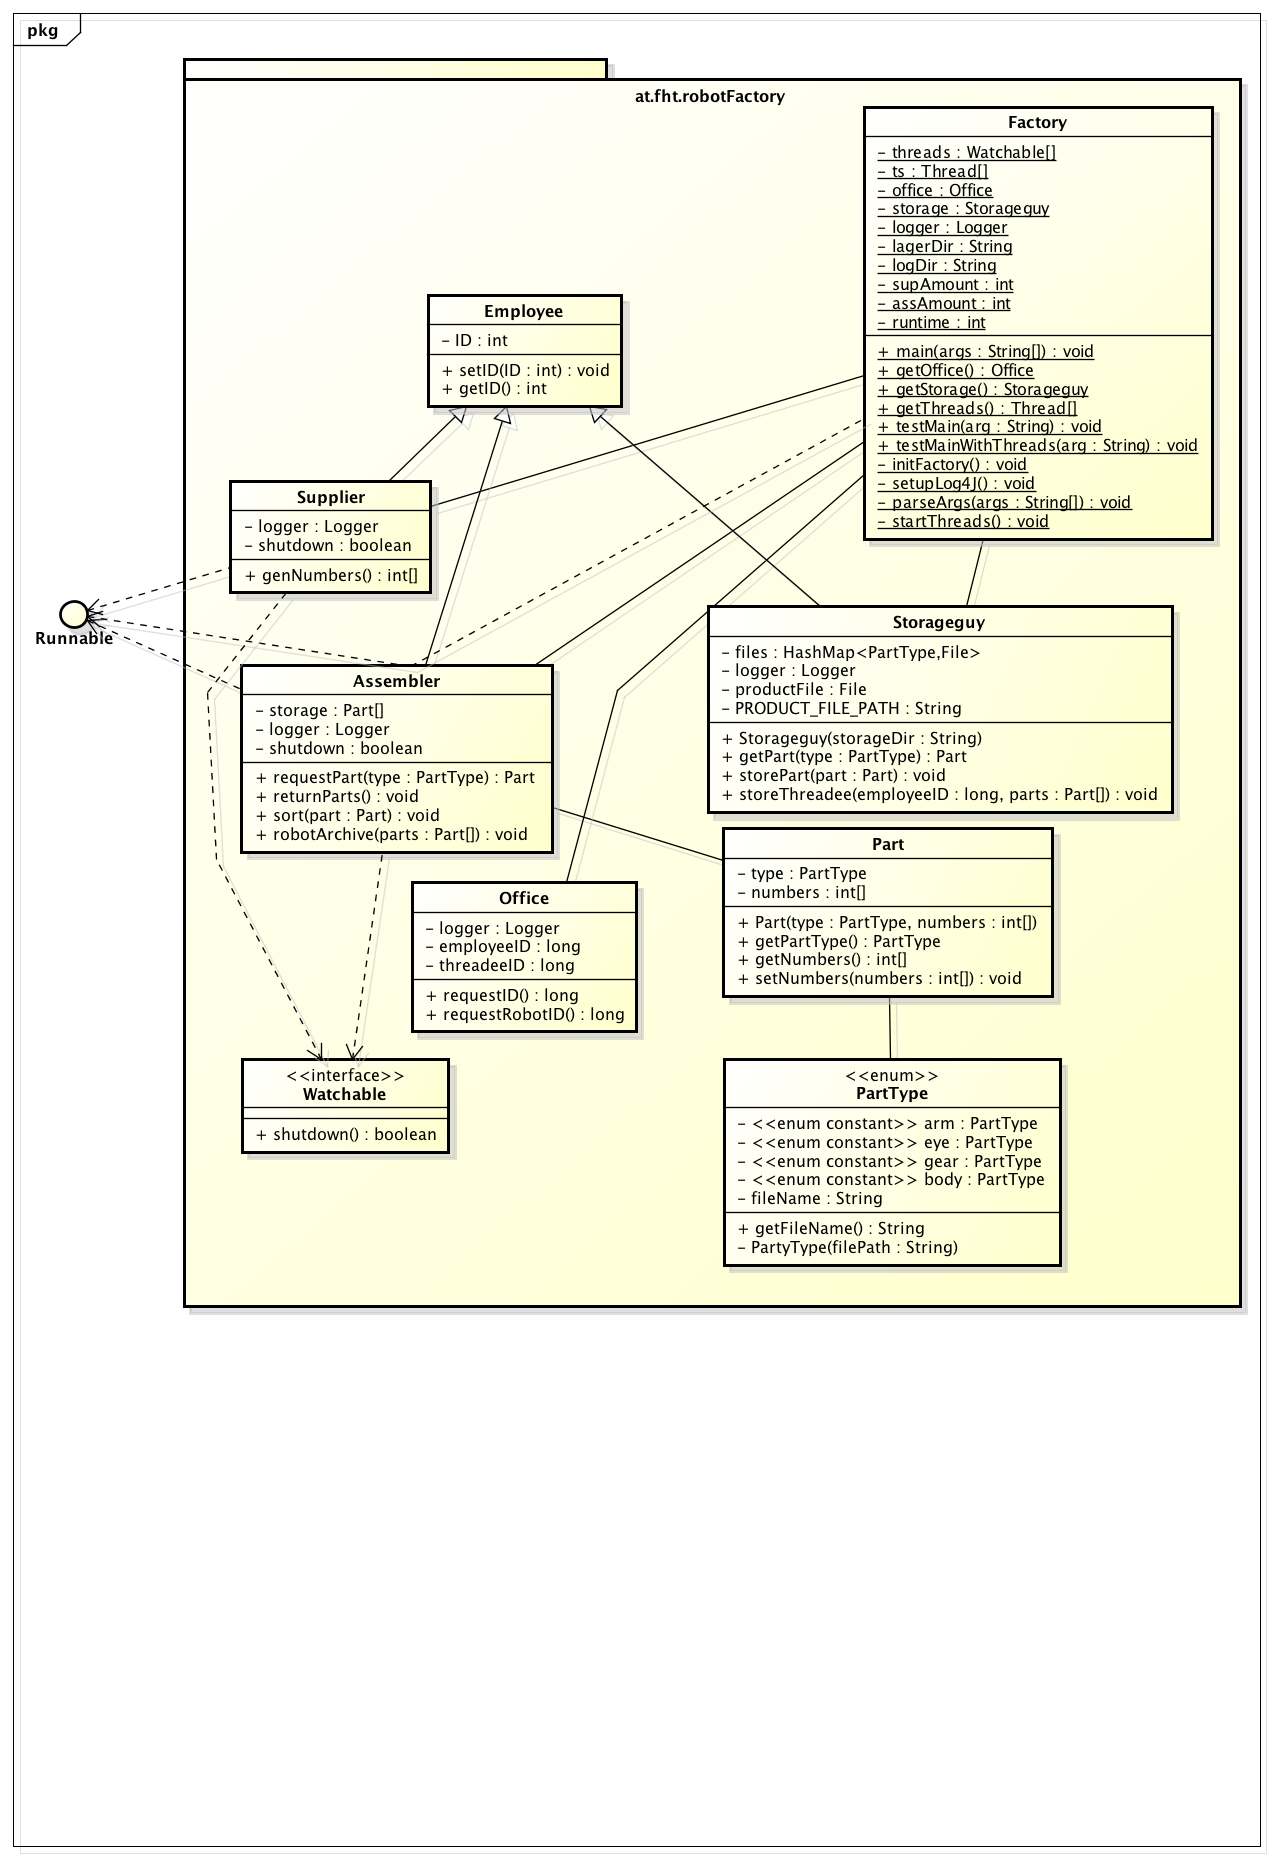 pkg
at.fht.robotFactory
Factory
- threads : Watchable[]
- ts : Thread[]
- office : Office
- storage : Storageguy
- logger : Logger
- lagerDir : String
- logDir : String
- supAmount : int
- assAmount : int
- runtime : int
+ main(args : String[]) : void
+ getOffice() : Office
+ getStorage() : Storageguy
+ getThreads() : Thread[]
+ testMain(arg : String) : void
+ testMainWithThreads(arg : String) : void
- initFactory() : void
- setupLog4J() : void
- parseArgs(args : String[]) : void
- startThreads() : void
Employee
- ID : int
+ setID(ID : int) : void
+ getID() : int
Supplier
- logger : Logger
- shutdown : boolean
+ genNumbers() : int[]
Runnable
Storageguy
- files : HashMap<PartType,File>
- logger : Logger
- productFile : File
- PRODUCT_FILE_PATH : String
+ Storageguy(storageDir : String)
+ getPart(type : PartType) : Part
+ storePart(part : Part) : void
+ storeThreadee(employeeID : long, parts : Part[]) : void
Assembler
- storage : Part[]
- logger : Logger
- shutdown : boolean
+ requestPart(type : PartType) : Part
+ returnParts() : void
+ sort(part : Part) : void
+ robotArchive(parts : Part[]) : void
Part
- type : PartType
- numbers : int[]
+ Part(type : PartType, numbers : int[])
+ getPartType() : PartType
+ getNumbers() : int[]
+ setNumbers(numbers : int[]) : void
Office
- logger : Logger
- employeeID : long
- threadeeID : long
+ requestID() : long
+ requestRobotID() : long
<<interface>>
Watchable
+ shutdown() : boolean
<<enum>>
PartType
- <<enum constant>> arm : PartType
- <<enum constant>> eye : PartType
- <<enum constant>> gear : PartType
- <<enum constant>> body : PartType
- fileName : String
+ getFileName() : String
- PartyType(filePath : String)